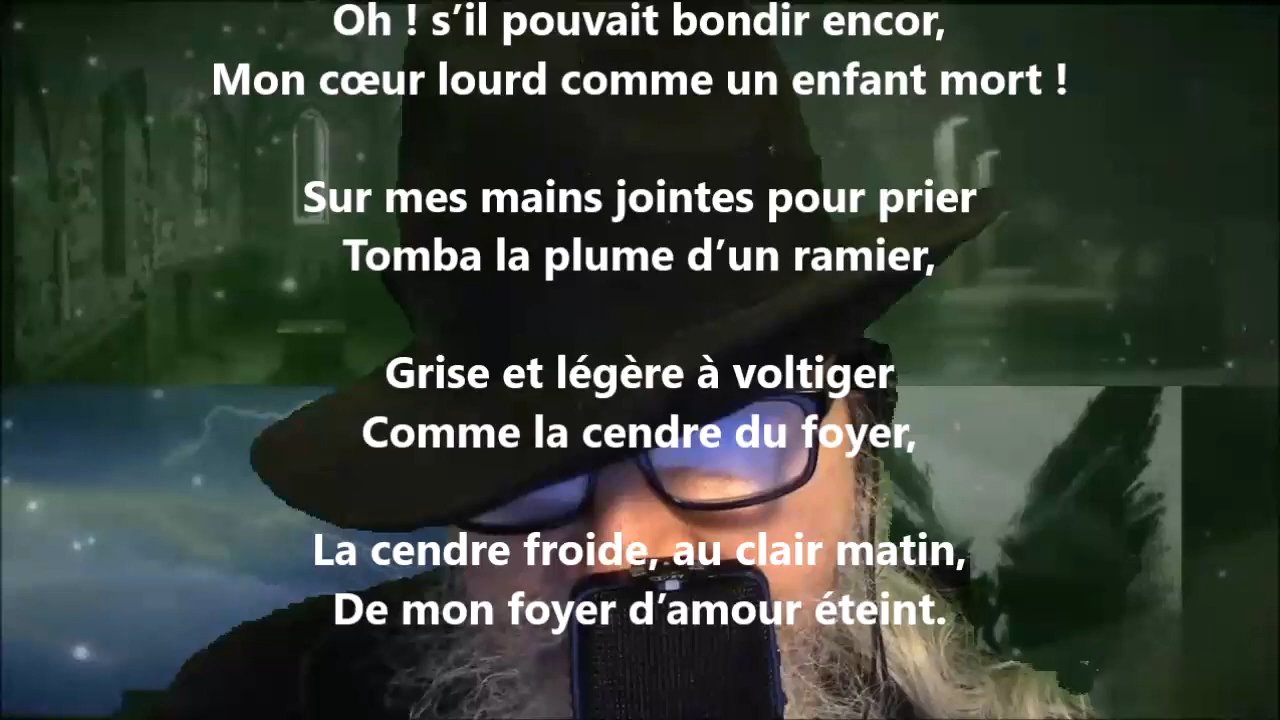 Oh ! s’il pouvait bondir encor,
Mon cœur lourd comme un enfant mort !
Sur mes mains jointes pour prier
Tomba la plume d’un ramier,
Grise et légère à voltiger
Comme la cendre du foyer,
La cendre froide, au clair matin,
De mon foyer d’amour éteint.